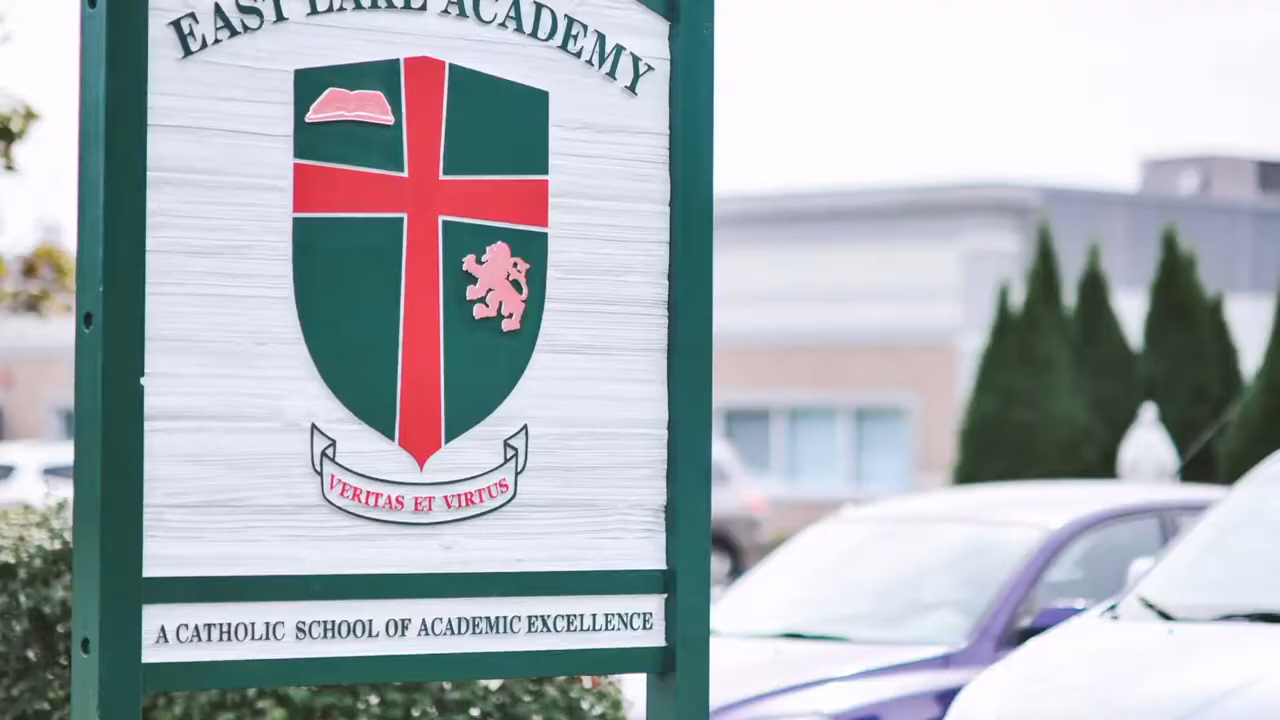 EAST LAKE ACADEMY
VERITAS ET VIRTUS
A CATHOLIC SCHOOL OF ACADEMIC EXCELLENCE